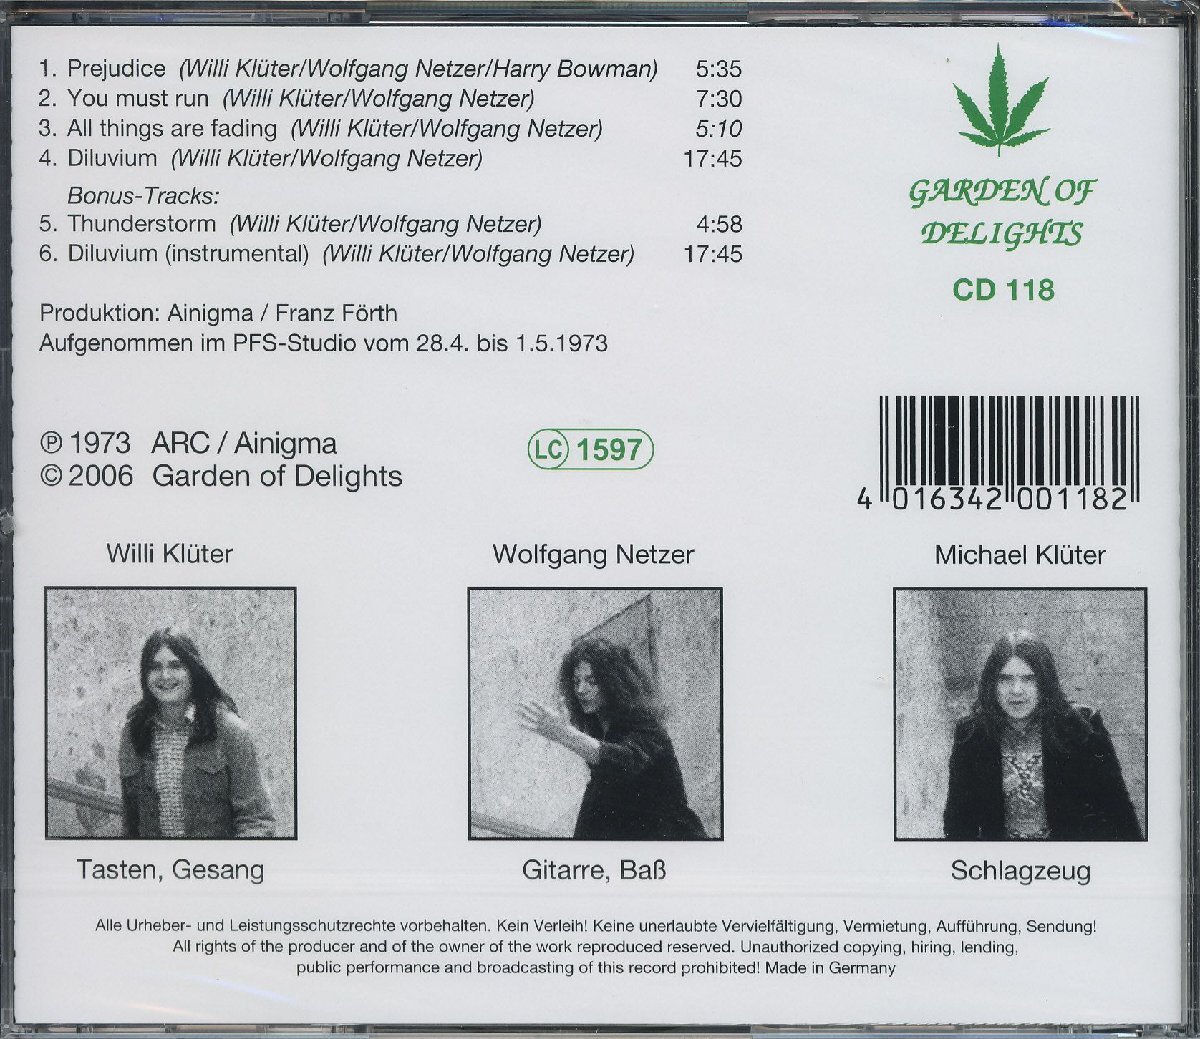 1. Prejudice (Willi Klüter/Wolfgang Netzer/Harry Bowman) 5:35
2. You must run (Willi Klüter/Wolfgang Netzer) 7:30
3. All things are fading (Willi Klüter/Wolfgang Netzer) 5:10
4. Diluvium (Willi Klüter/Wolfgang Netzer) 17:45
Bonus-Tracks:
5. Thunderstorm (Willi Klüter/Wolfgang Netzer) 4:58
6. Diluvium (instrumental) (Willi Klüter/Wolfgang Netzer) 17:45
GARDEN OF
DELIGHTS
CD 118
Produktion: Ainigma / Franz Förth
Aufgenommen im PFS-Studio vom 28.4. bis 1.5.1973
℗ 1973 ARC / Ainigma
© 2006 Garden of Delights
LC 1597
4 016342 001182
Willi Klüter
Tasten, Gesang
Wolfgang Netzer
Gitarre, Baß
Michael Klüter
Schlagzeug
Alle Urheber- und Leistungsschutzrechte vorbehalten. Kein Verleih! Keine unerlaubte Vervielfältigung, Vermietung, Aufführung, Sendung!
All rights of the producer and of the owner of the work reproduced reserved. Unauthorized copying, hiring, lending,
public performance and broadcasting of this record prohibited! Made in Germany